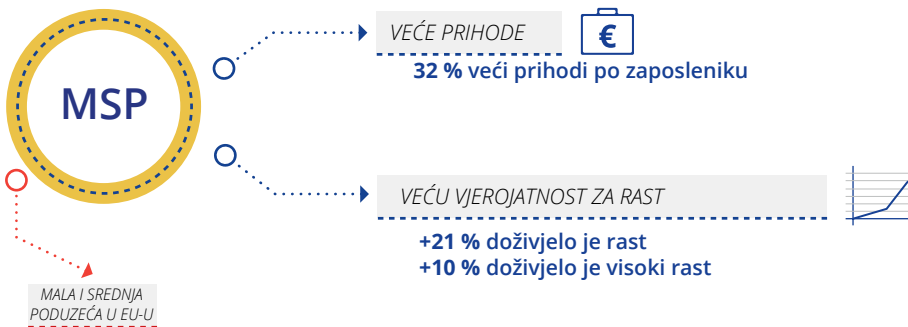 MSP
VEĆE PRIHODE
€
32 % veći prihodi po zaposleniku
VEĆU VJEROJATNOST ZA RAST
+21 % doživjelo je rast
+10 % doživjelo je visoki rast
MALA I SREDNJA
PODUZEĆA U EU-U